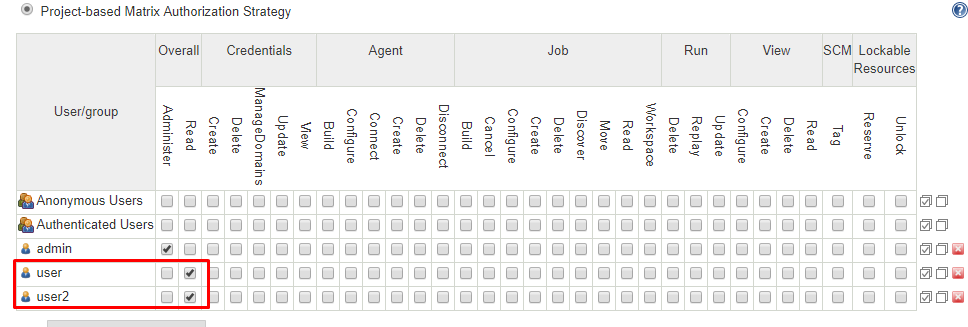 Project-based Matrix Authorization Strategy
Overall Credentials Agent Job Run View SCM Lockable Resources
User/group
Administer
Read
Create
Delete
ManageDomains
Update
View
Build
Configure
Connect
Create
Delete
Disconnect
Build
Cancel
Configure
Create
Delete
Discover
Move
Read
Workspace
Delete
Replay
Update
Configure
Create
Delete
Read
Tag
Reserve
Unlock
Anonymous Users
Authenticated Users
admin
user
user2